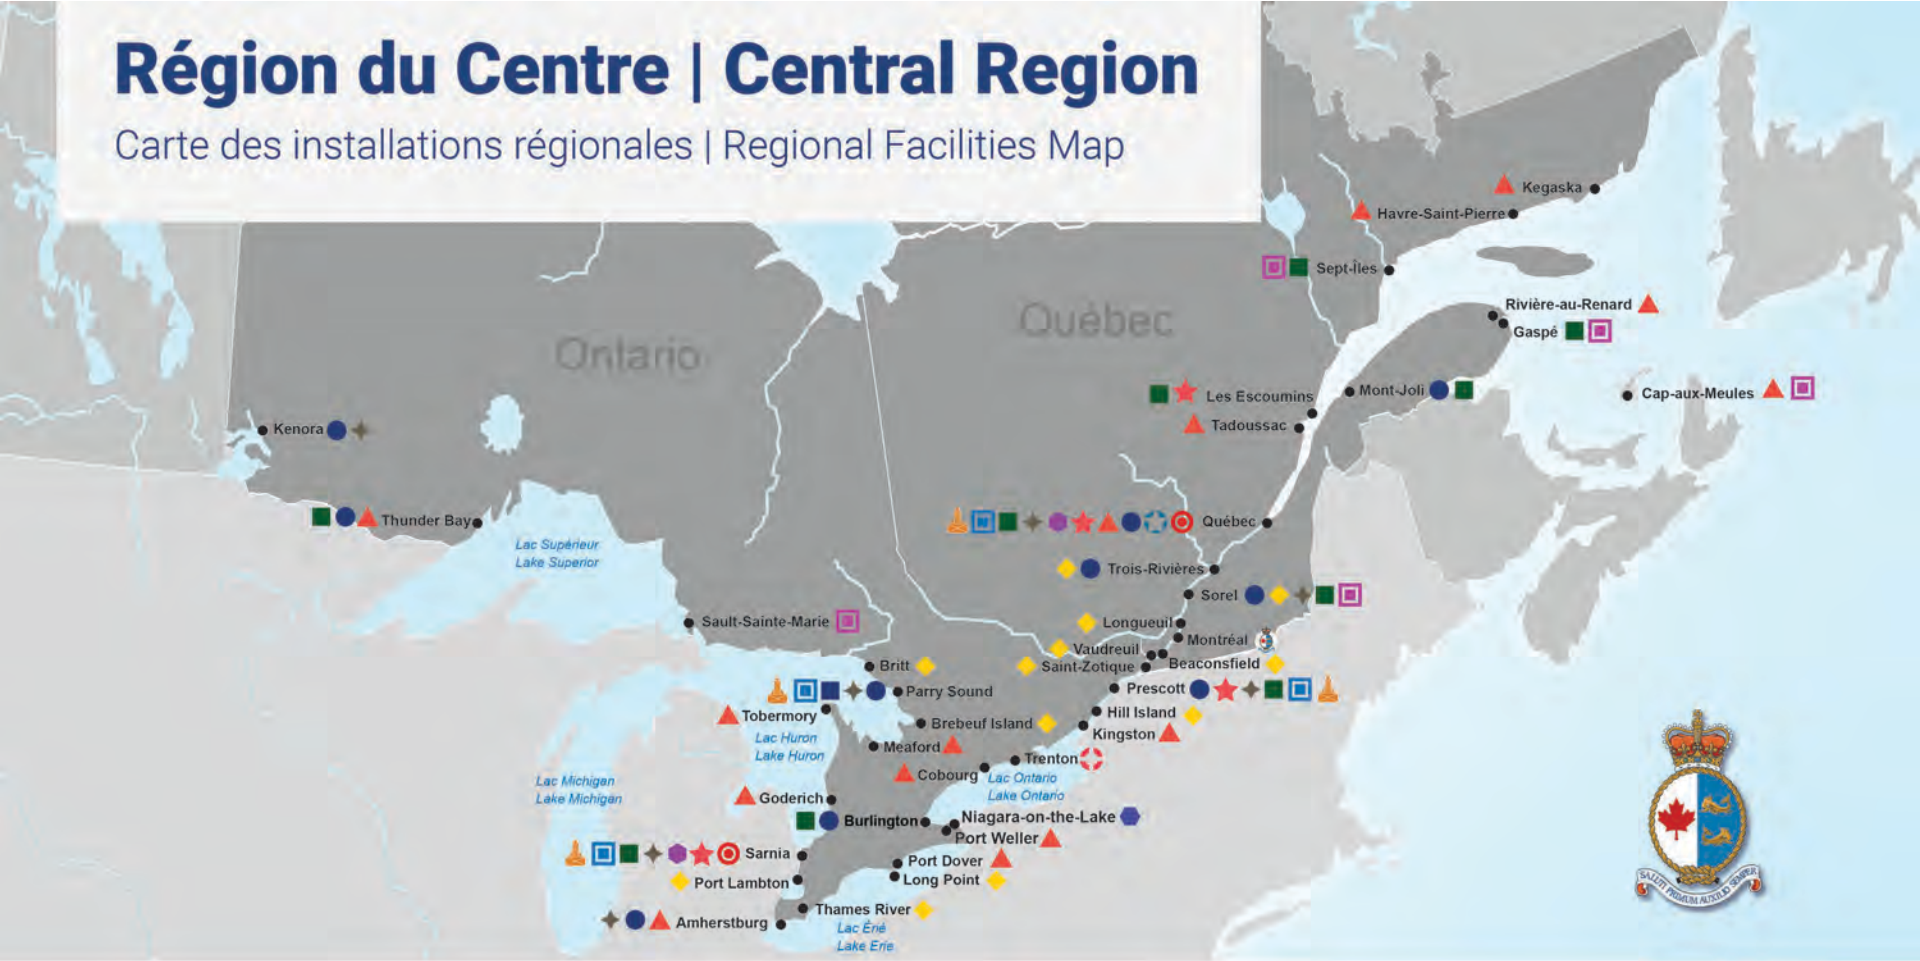 Région du Centre | Central Region
Carte des installations régionales | Regional Facilities Map
Kegaska
Havre-Saint-Pierre
Sept-Îles
Rivière-au-Renard
Gaspé
Québec
Ontario
Les Escoumins
Mont-Joli
Cap-aux-Meules
Tadoussac
Kenora
Thunder Bay
Québec
Lac Supérieur
Lake Superior
Trois-Rivières
Sorel
Sault-Sainte-Marie
Longueuil
Montréal
Vaudreuil
Britt
Saint-Zotique
Beaconsfield
Parry Sound
Prescott
Tobermory
Hill Island
Brebeuf Island
Kingston
Lac Huron
Lake Huron
Meaford
Trenton
Cobourg
Lac Ontario
Lake Ontario
Lac Michigan
Lake Michigan
Goderich
Burlington
Niagara-on-the-Lake
Port Weller
Sarnia
Port Dover
Port Lambton
Long Point
Thames River
Amherstburg
Lac Érié
Lake Erie
SALUTI PRIMUM AUXILIO SEMPER